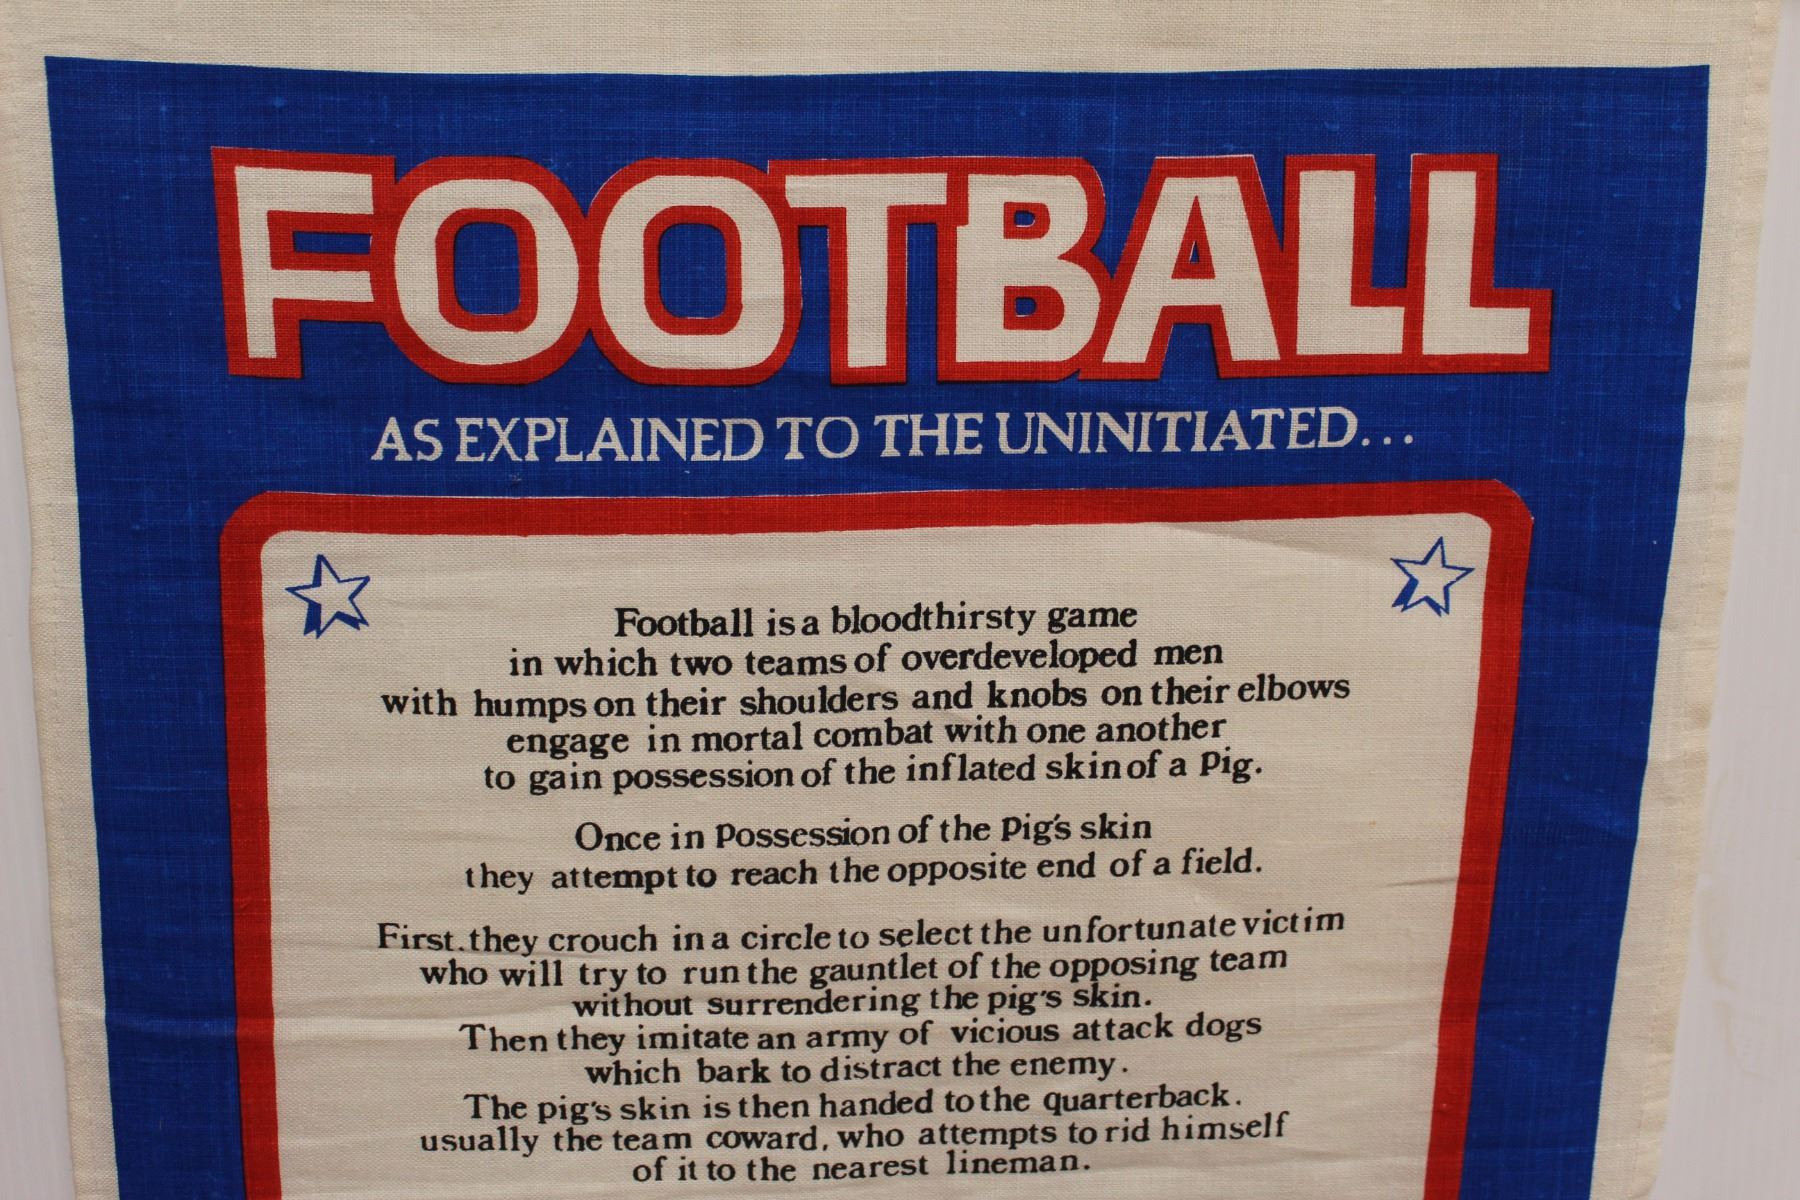 FOOTBALL
AS EXPLAINED TO THE UNINITIATED...
Football is a bloodthirsty game
in which two teams of overdeveloped men
with humps on their shoulders and knobs on their elbows
engage in mortal combat with one another
to gain possession of the inflated skin of a Pig.
Once in Possession of the Pig's skin
they attempt to reach the opposite end of a field.
First. they crouch in a circle to select the unfortunate victim
who will try to run the gauntlet of the opposing team
without surrendering the pig's skin.
Then they imitate an army of vicious attack dogs
which bark to distract the enemy.
The pig's skin is then handed to the quarterback.
usually the team coward, who attempts to rid himself
of it to the nearest lineman.